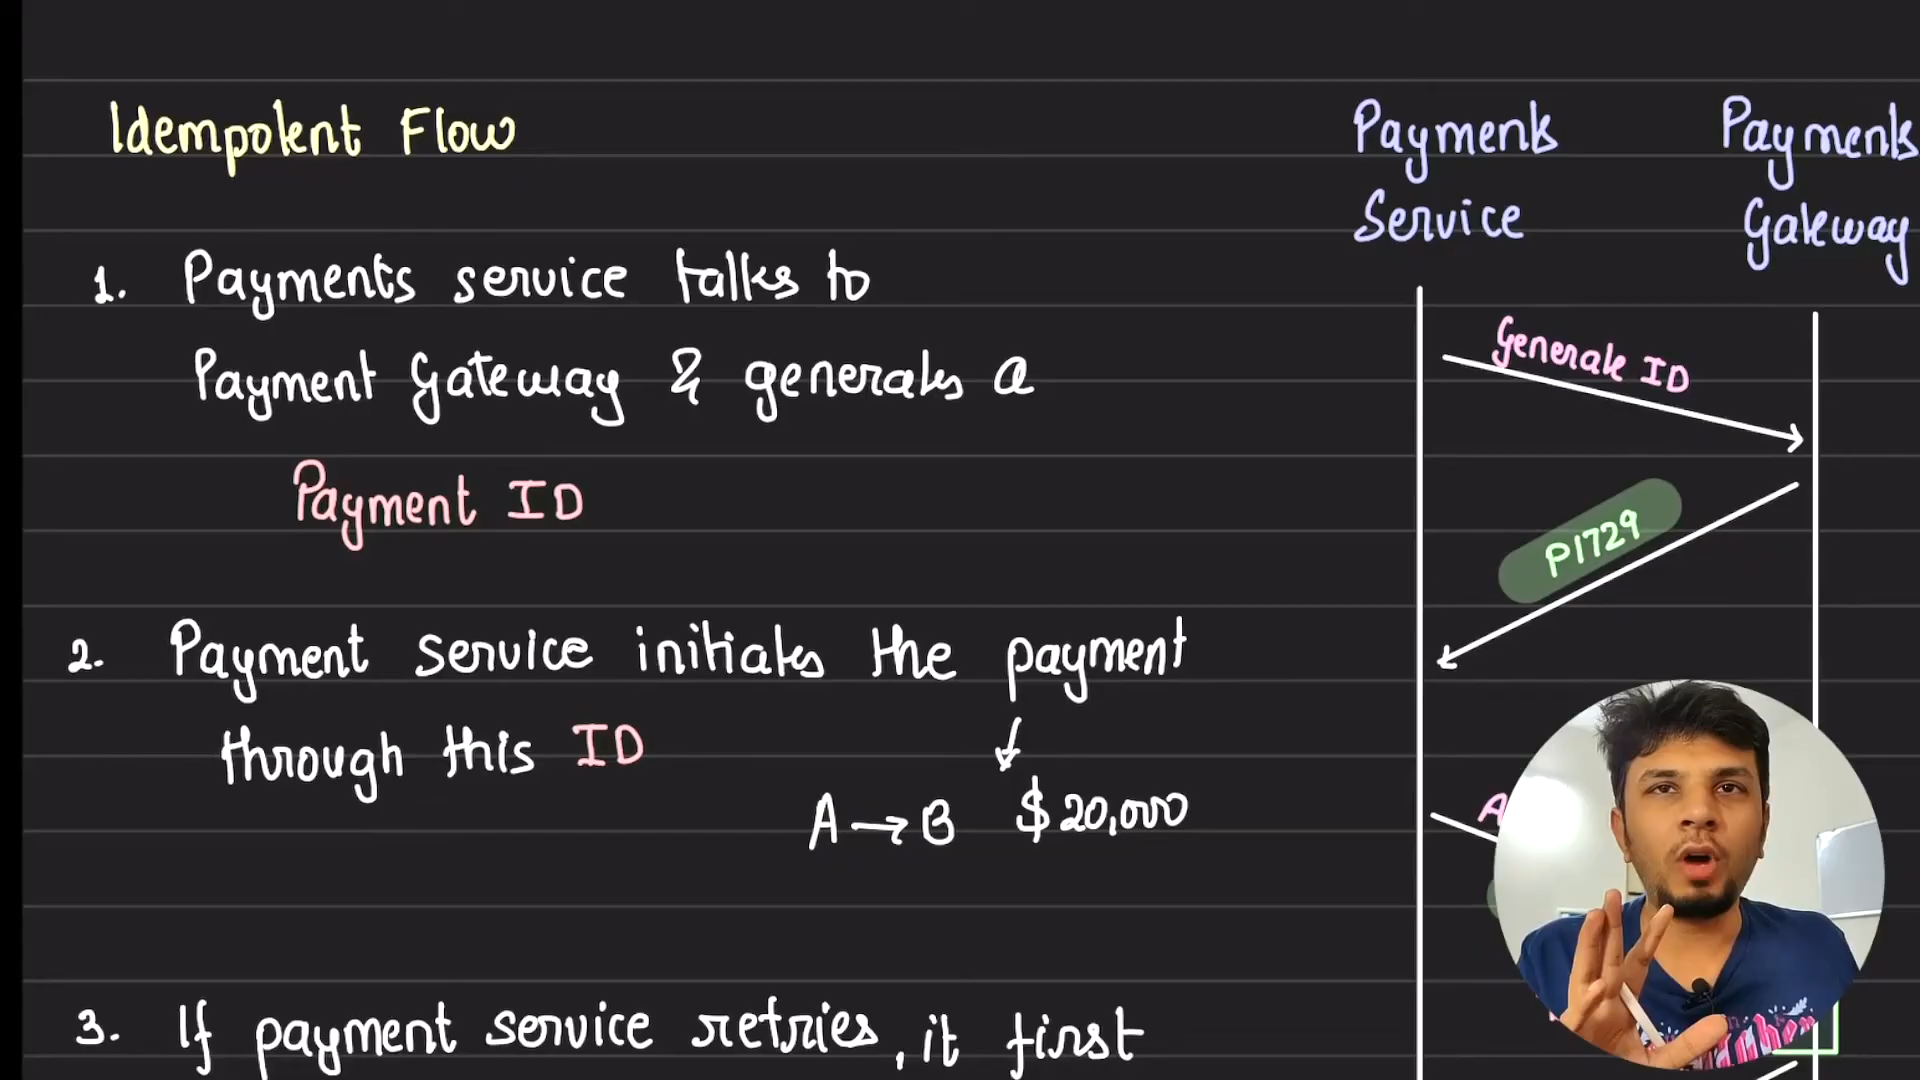 Idempotent Flow
1. Payments service talks to
Payment Gateway & generates a
Payment ID
2. Payment service initiates the payment
through this ID
A → B $20,000
3. If payment service retries, it first
Payments
Service
Payments
Gateway
Generate ID
P1729
A